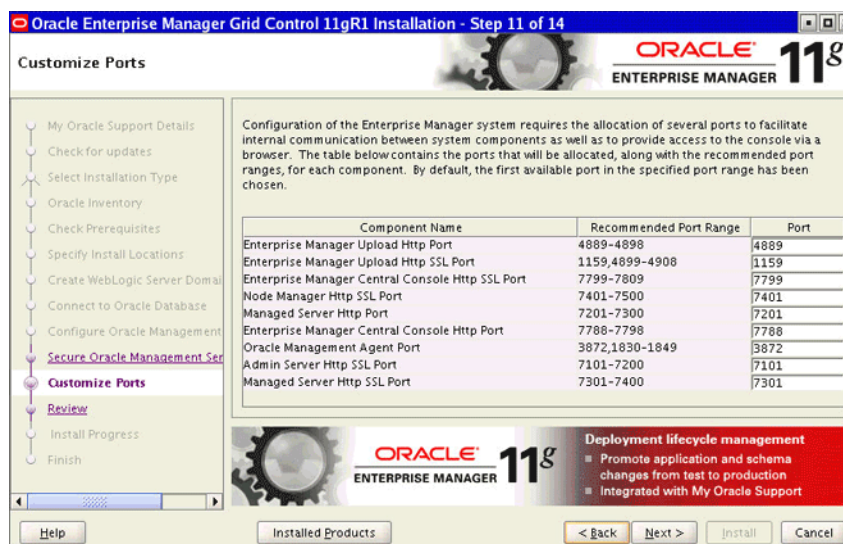 Oracle Enterprise Manager Grid Control 11gR1 Installation - Step 11 of 14
Customize Ports
ORACLE
ENTERPRISE MANAGER 11g
My Oracle Support Details
Check for updates
Select Installation Type
Oracle Inventory
Check Prerequisites
Specify Install Locations
Create WebLogic Server Domai
Connect to Oracle Database
Configure Oracle Management
Secure Oracle Management Ser
Customize Ports
Review
Install Progress
Finish
Configuration of the Enterprise Manager system requires the allocation of several ports to facilitate
internal communication between system components as well as to provide access to the console via a
browser. The table below contains the ports that will be allocated, along with the recommended port
ranges, for each component. By default, the first available port in the specified port range has been
chosen.
Component Name Recommended Port Range Port
Enterprise Manager Upload Http Port 4889-4898 4889
Enterprise Manager Upload Http SSL Port 1159,4899-4908 1159
Enterprise Manager Central Console Http SSL Port 7799-7809 7799
Node Manager Http SSL Port 7401-7500 7401
Managed Server Http Port 7201-7300 7201
Enterprise Manager Central Console Http Port 7788-7798 7788
Oracle Management Agent Port 3872,1830-1849 3872
Admin Server Http SSL Port 7101-7200 7101
Managed Server Http SSL Port 7301-7400 7301
ORACLE
ENTERPRISE MANAGER 11g
Deployment lifecycle management
Promote application and schema
changes from test to production
Integrated with My Oracle Support
Help Installed Products < Back Next > Install Cancel